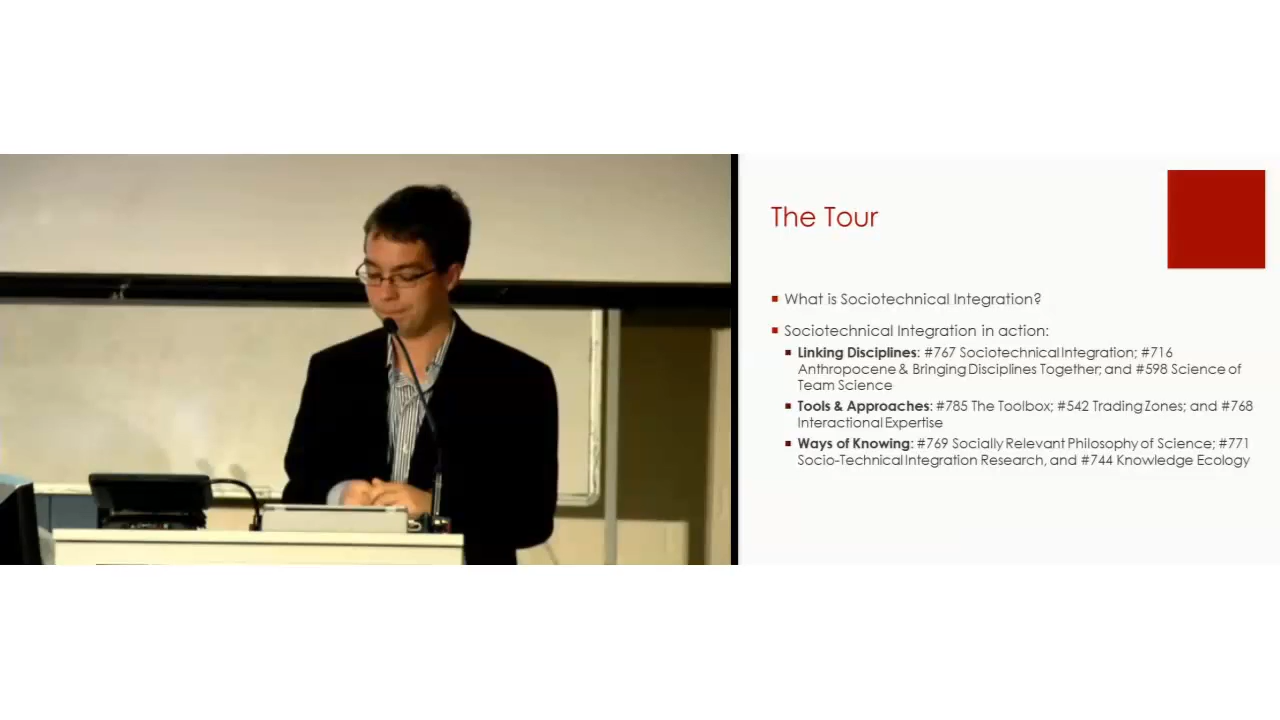 The Tour
What is Sociotechnical Integration?
Sociotechnical Integration in action:
Linking Disciplines: #767 Sociotechnical Integration; #716
Anthropocene & Bringing Disciplines Together; and #598 Science of
Team Science
Tools & Approaches: #785 The Toolbox; #542 Trading Zones; and #768
Interactional Expertise
Ways of Knowing: #769 Socially Relevant Philosophy of Science; #771
Socio-Technical Integration Research, and #744 Knowledge Ecology